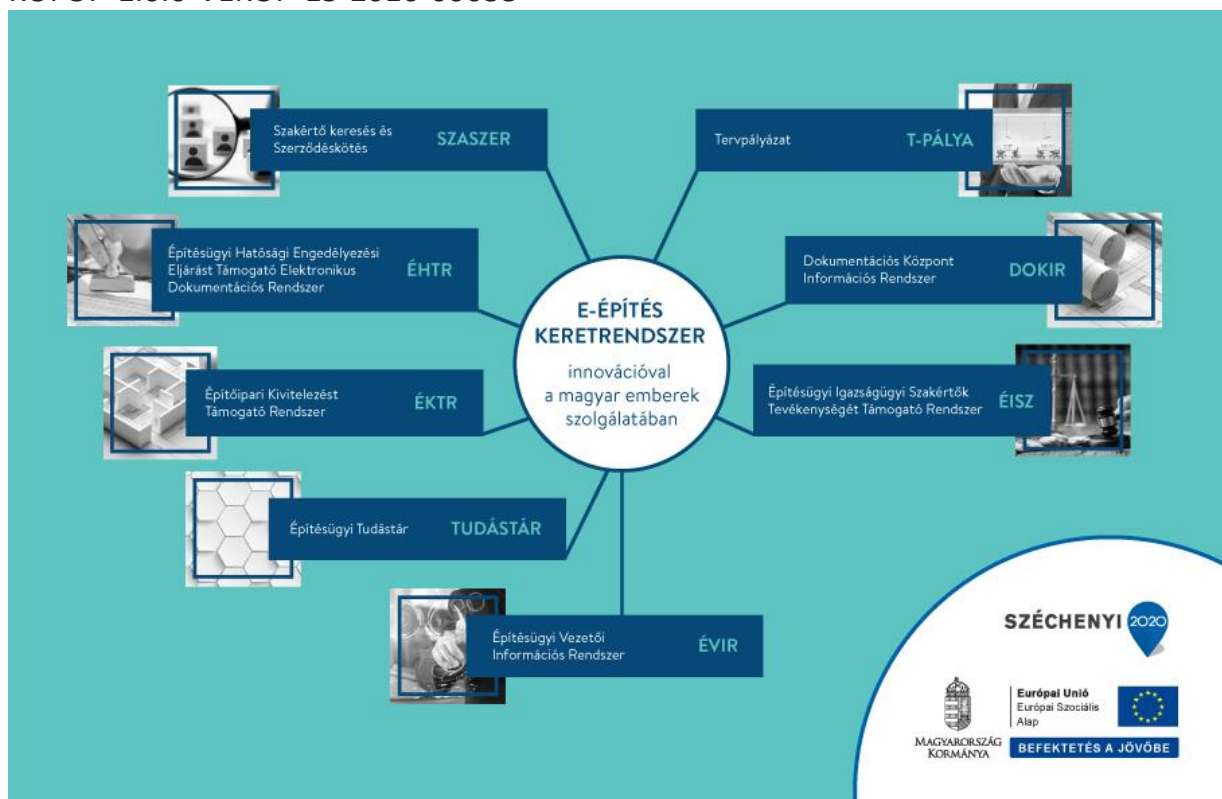 Szakértő keresés és
Szerződéskötés
SZASZER
Tervpályázat
T-PÁLYA
Építésügyi Hatósági Engedélyezési
Eljárást Támogató Elektronikus
Dokumentációs Rendszer
ÉHTR
Dokumentációs Központ
Információs Rendszer
DOKIR
E-ÉPÍTÉS
KERETRENDSZER
innovációval
a magyar emberek
szolgálatában
Építőipari Kivitelezést
Támogató Rendszer
ÉKTR
Építésügyi Igazságügyi Szakértők
Tevékenységét Támogató Rendszer
ÉISZ
Építésügyi Tudástár
TUDÁSTÁR
Építésügyi Vezetői
Információs Rendszer
ÉVIR
SZÉCHENYI 2020
MAGYARORSZÁG
KORMÁNYA
Európai Unió
Európai Szociális
Alap
BEFEKTETÉS A JÖVŐBE